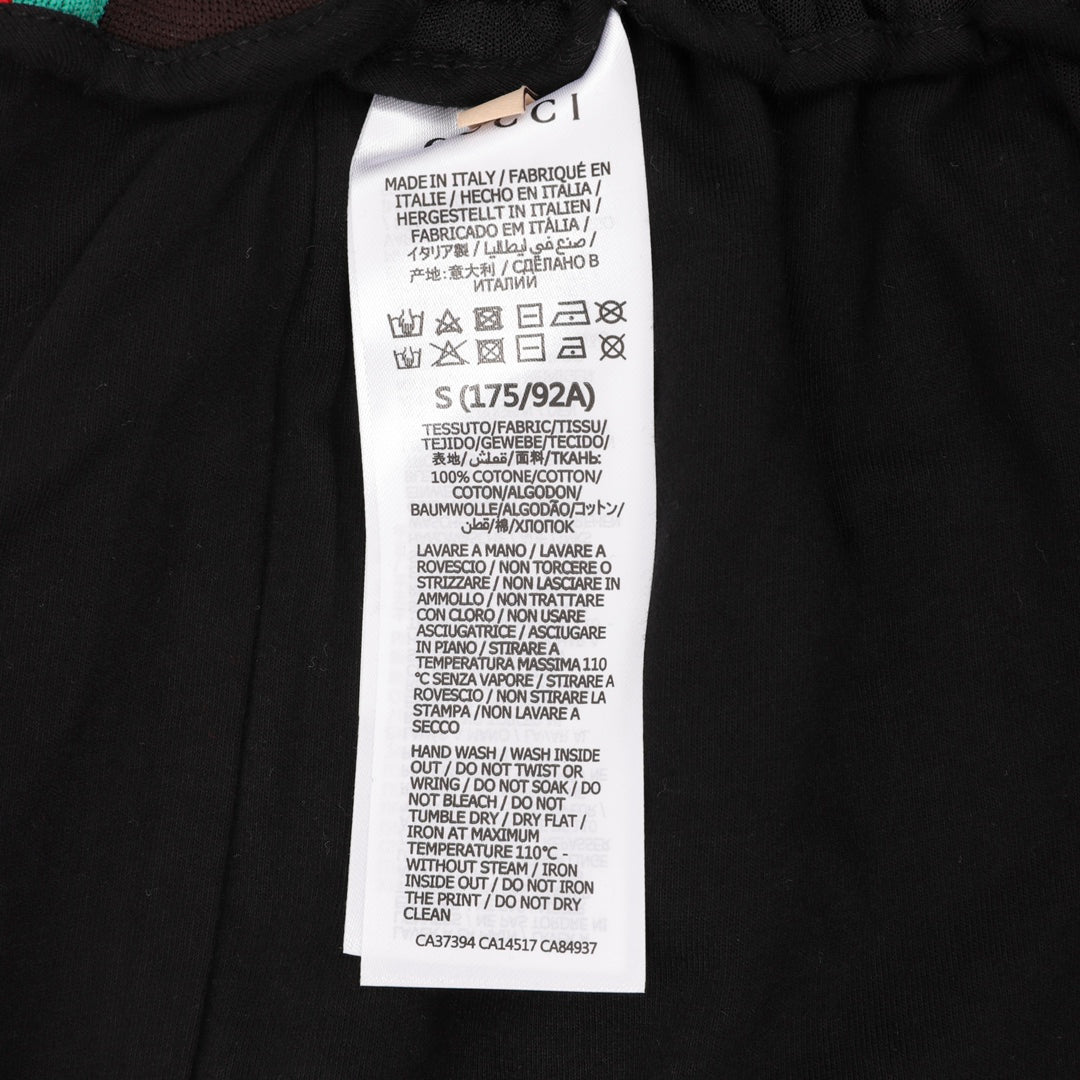 GUCCI
MADE IN ITALY / FABRIQUÉ EN
ITALIE / HECHO EN ITÀLIA /
HERGESTELLT IN ITALIEN /
FABRICADO EM ITÀLIA /
イタリア製 / صنع في ليطاليا /
产地: 意大利 / СДЕЛАНО В
ИТАЛИИ
S (175/92A)
TESSUTO/FABRIC/TISSU/
TEJIDO/GEWEBE/TECIDO/
表地/قعلش/面料/ТКАНЬ:
100% COTONE/COTTON/
COTON/ALGODON/
BAUMWOLLE/ALGODÃO/コットン/
قطن/棉/ХЛОПОК
LAVARE A MANO / LAVARE A
ROVESCIO / NON TORCERE O
STRIZZARE / NON LASCIARE IN
AMMOLLO / NON TRATTARE
CON CLORO / NON USARE
ASCIUGATRICE / ASCIUGARE
IN PIANO / STIRARE A
TEMPERATURA MASSIMA 110
℃ SENZA VAPORE / STIRARE A
ROVESCIO / NON STIRARE LA
STAMPA / NON LAVARE A
SECCO
HAND WASH / WASH INSIDE
OUT / DO NOT TWIST OR
WRING / DO NOT SOAK / DO
NOT BLEACH / DO NOT
TUMBLE DRY / DRY FLAT /
IRON AT MAXIMUM
TEMPERATURE 110℃ -
WITHOUT STEAM / IRON
INSIDE OUT / DO NOT IRON
THE PRINT / DO NOT DRY
CLEAN
CA37394 CA14517 CA84937